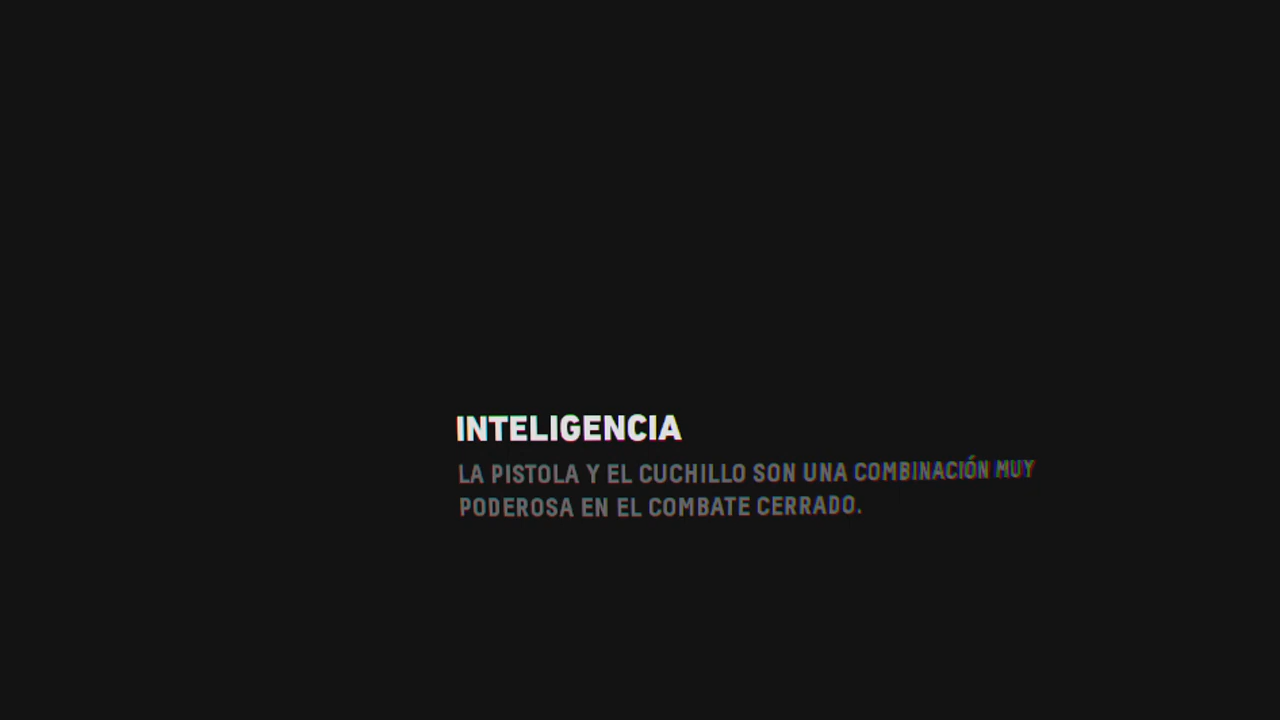 INTELIGENCIA
LA PISTOLA Y EL CUCHILLO SON UNA COMBINACIÓN MUY
PODEROSA EN EL COMBATE CERRADO.